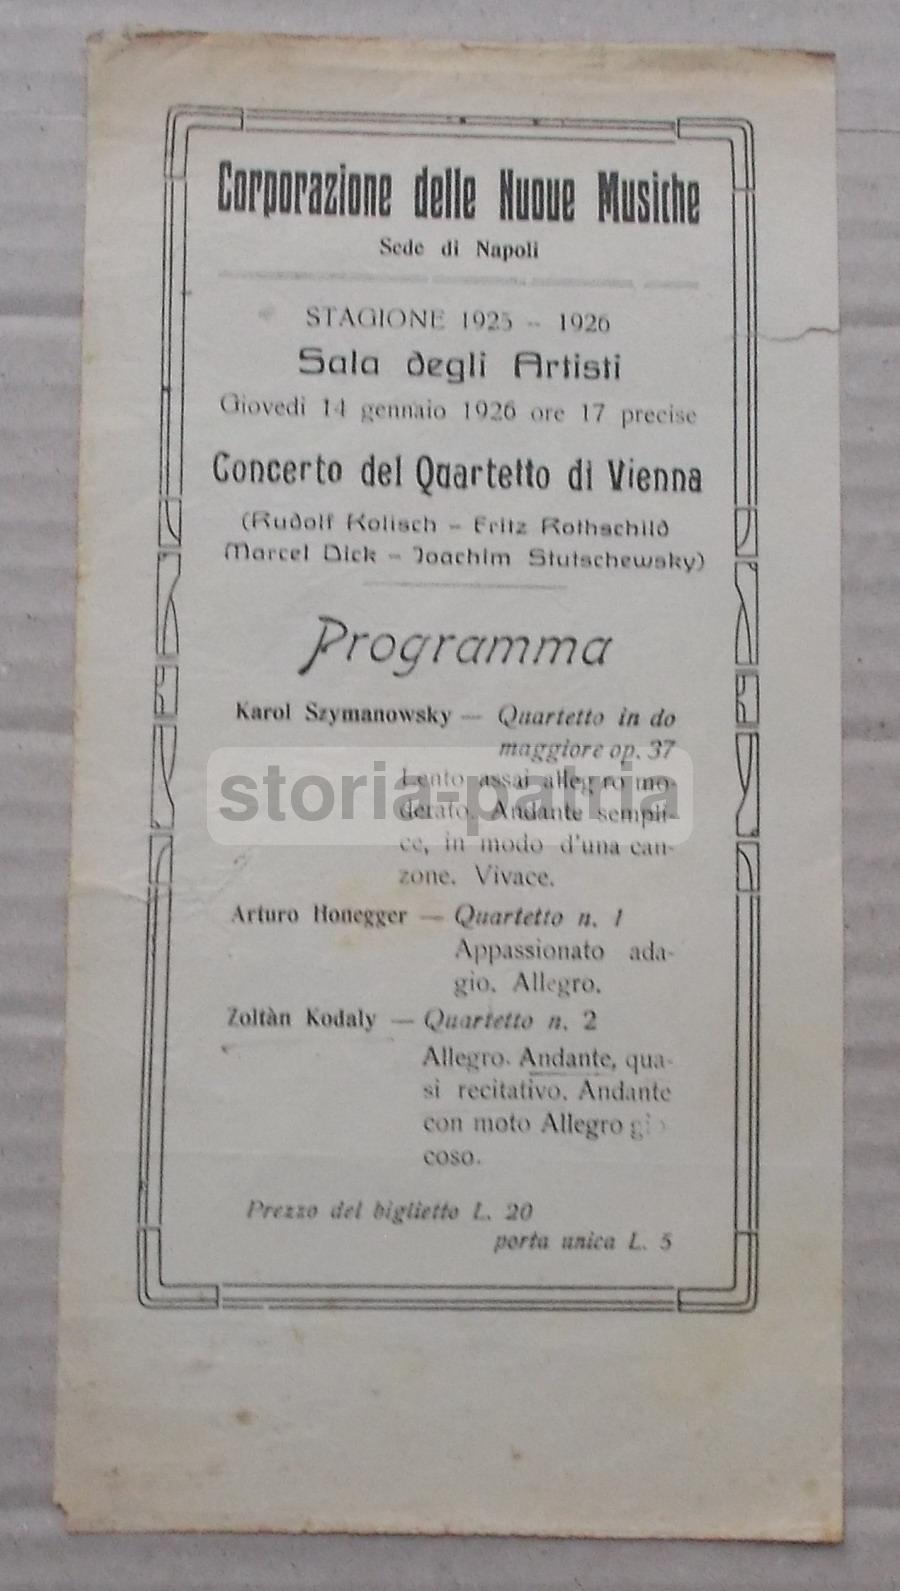 Corporazione delle Nuove Musiche
Sede di Napoli
STAGIONE 1925 - 1926
Sala degli Artisti
Giovedì 14 gennaio 1926 ore 17 precise
Concerto del Quartetto di Vienna
(Rudolf Kolisch - Fritz Rothschild
Marcel Dick - Joachim Stutschewsky)
Programma
Karol Szymanowsky — Quartetto in do
maggiore op. 37
Lento assai allegro mo-
derato. Andante sempli-
ce, in modo d'una can-
zone. Vivace.
storia-patria
Arturo Honegger — Quartetto n. 1
Appassionato ada-
gio. Allegro.
Zoltàn Kodaly — Quartetto n. 2
Allegro. Andante, qua-
si recitativo. Andante
con moto Allegro gio
coso.
Prezzo del biglietto L. 20
porta unica L. 5
storia-patria